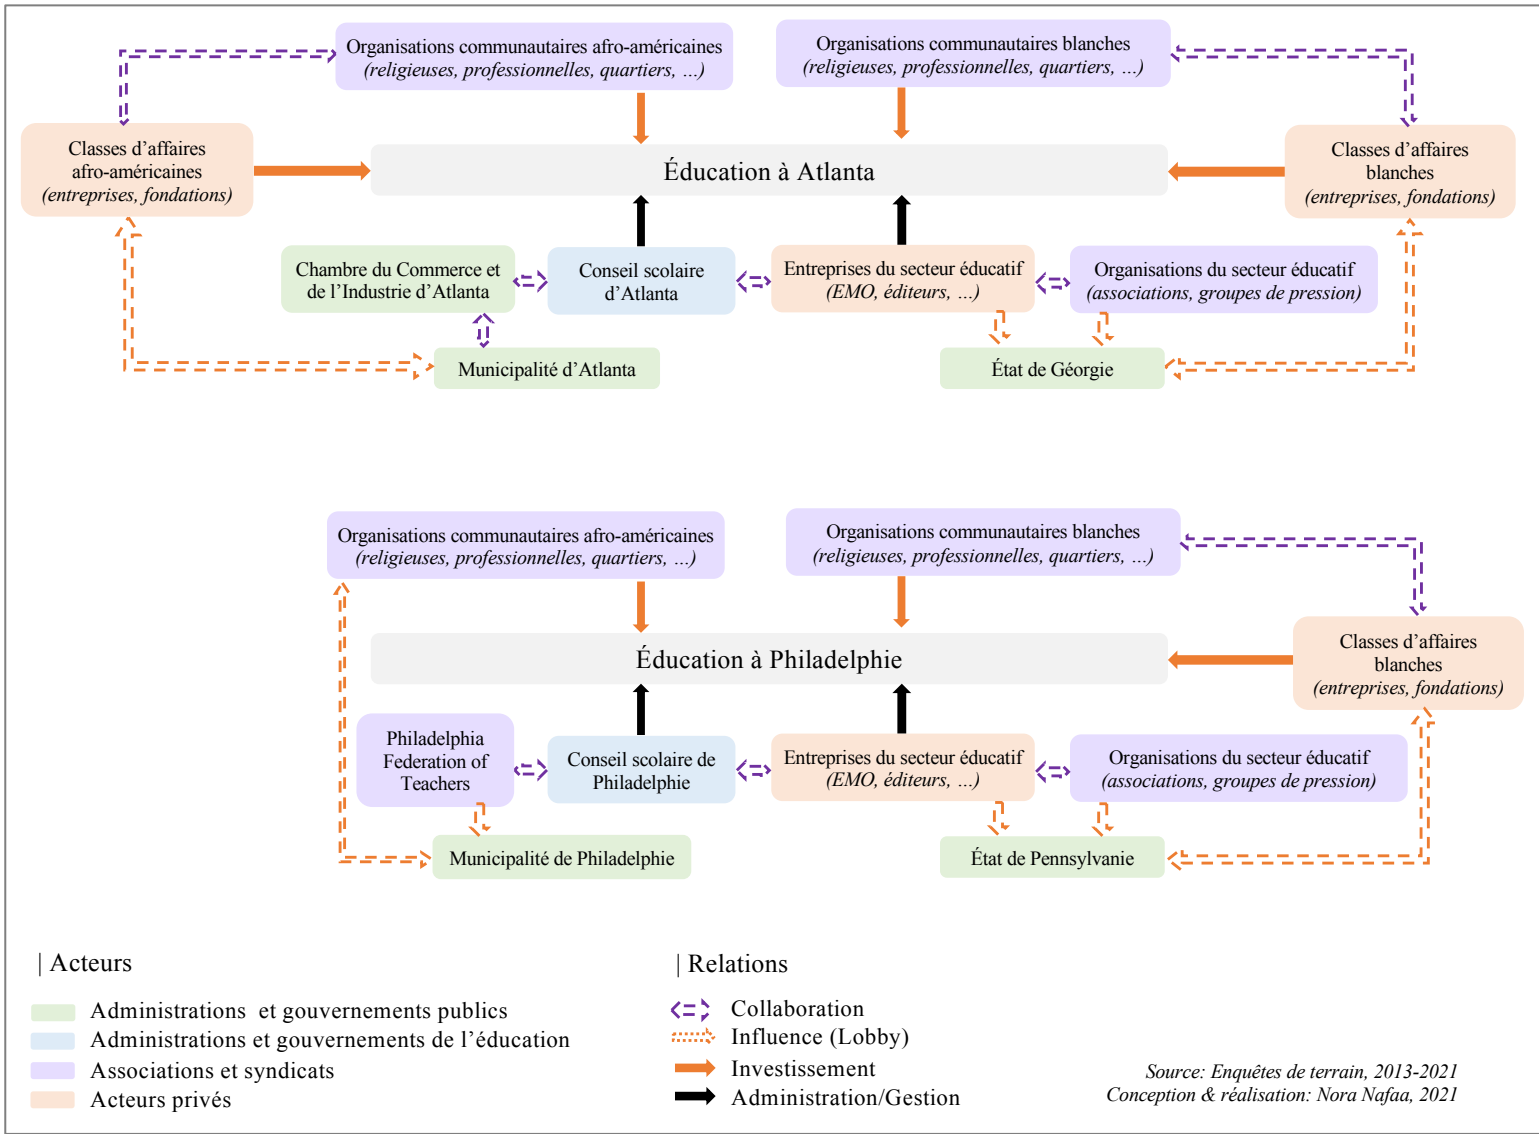 Organisations communautaires afro-américaines
(religieuses, professionnelles, quartiers, ...)
Organisations communautaires blanches
(religieuses, professionnelles, quartiers, ...)
Classes d’affaires
afro-américaines
(entreprises, fondations)
Éducation à Atlanta
Classes d’affaires
blanches
(entreprises, fondations)
Chambre du Commerce et
de l’Industrie d’Atlanta
Conseil scolaire
d’Atlanta
Entreprises du secteur éducatif
(EMO, éditeurs, ...)
Organisations du secteur éducatif
(associations, groupes de pression)
Municipalité d’Atlanta
État de Géorgie
Organisations communautaires afro-américaines
(religieuses, professionnelles, quartiers, ...)
Organisations communautaires blanches
(religieuses, professionnelles, quartiers, ...)
Éducation à Philadelphie
Classes d’affaires
blanches
(entreprises, fondations)
Philadelphia
Federation of
Teachers
Conseil scolaire de
Philadelphie
Entreprises du secteur éducatif
(EMO, éditeurs, ...)
Organisations du secteur éducatif
(associations, groupes de pression)
Municipalité de Philadelphie
État de Pennsylvanie
| Acteurs
Administrations et gouvernements publics
Administrations et gouvernements de l’éducation
Associations et syndicats
Acteurs privés
| Relations
Collaboration
Influence (Lobby)
Investissement
Administration/Gestion
Source: Enquêtes de terrain, 2013-2021
Conception & réalisation: Nora Nafaa, 2021